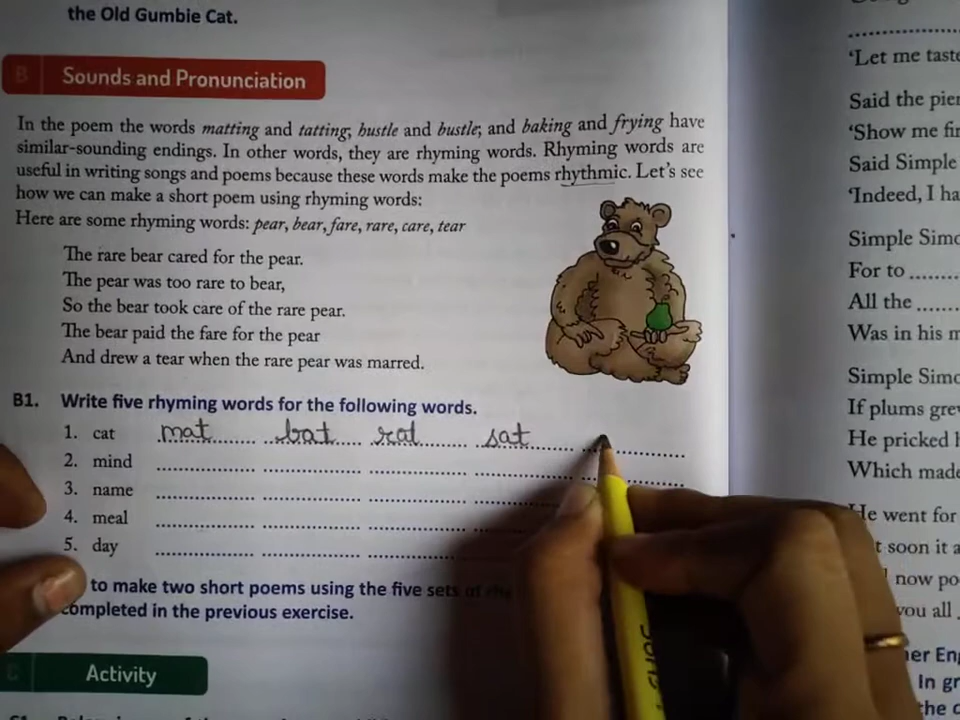 the Old Gumbie Cat.
B Sounds and Pronunciation
In the poem the words matting and tatting; bustle and bustle; and baking and frying have
similar-sounding endings. In other words, they are rhyming words. Rhyming words are
useful in writing songs and poems because these words make the poems rhythmic. Let's see
how we can make a short poem using rhyming words:
Here are some rhyming words: pear, bear, fare, rare, care, tear
The rare bear cared for the pear.
The pear was too rare to bear,
So the bear took care of the rare pear.
The bear paid the fare for the pear
And drew a tear when the rare pear was marred.
B1. Write five rhyming words for the following words.
1. cat mat bat rat sat
2. mind
3. name
4. meal
5. day
to make two short poems using the five sets of the
completed in the previous exercise.
C Activity
'Let me taste
Said the pie
'Show me
Said Simple
'Indeed, I ha
Simple Sim
For to
All the
Was in his
Simple Sim
If plums
He pricked
Which made
He went for
soon it
now
you all
In
the